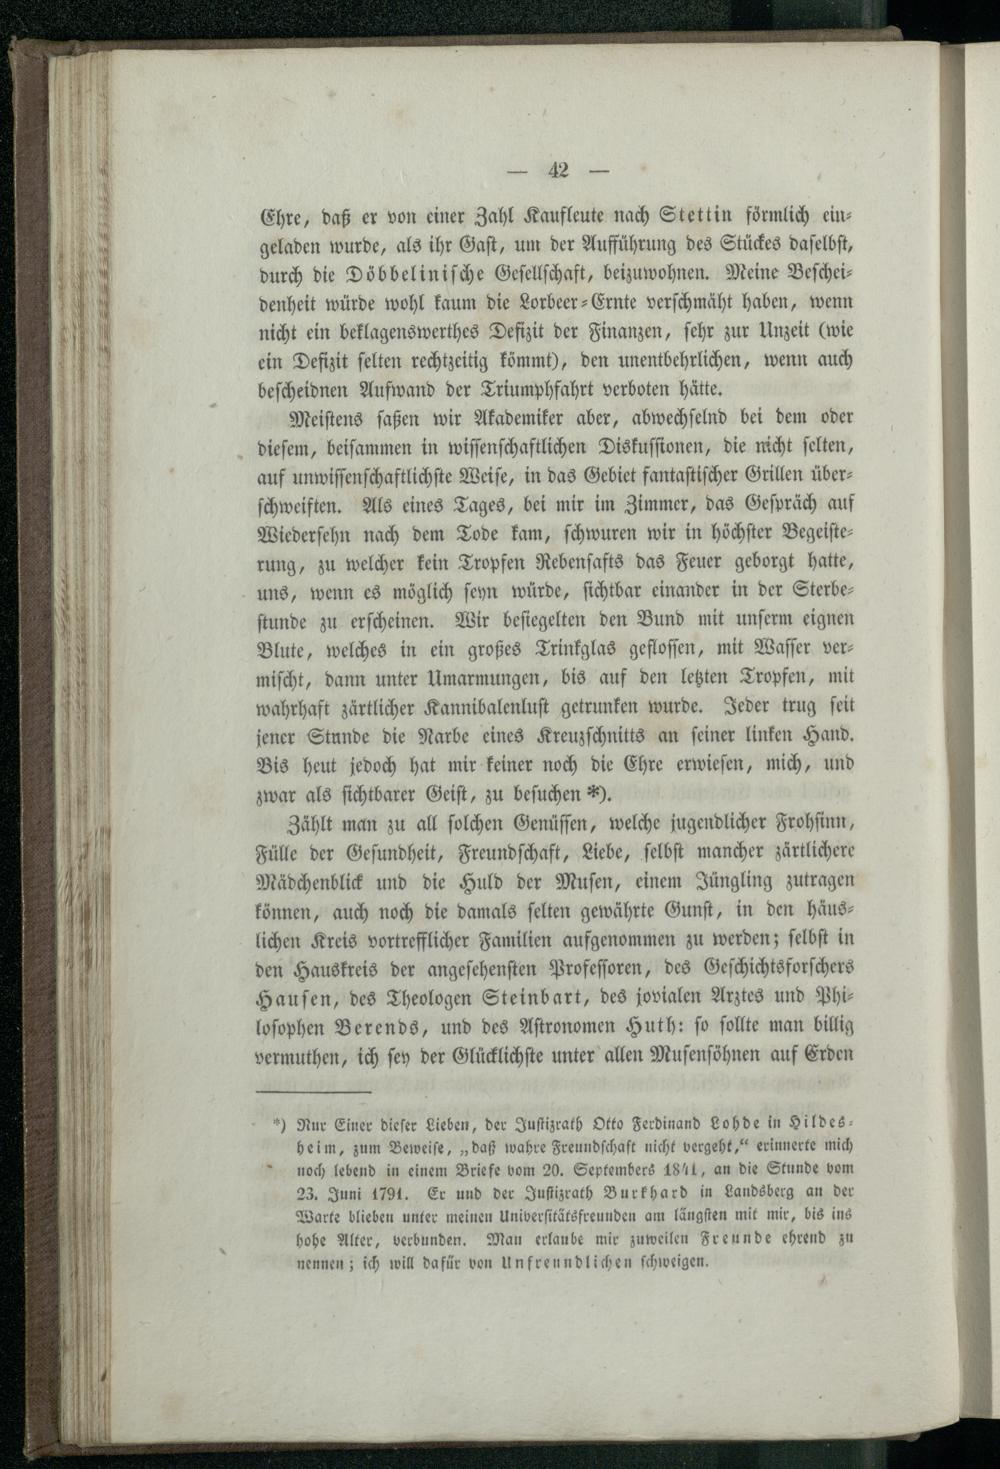 — 42 —
Ehre, daß er von einer Zahl Kaufleute nach Stettin förmlich ein-
geladen wurde, als ihr Gast, um der Aufführung des Stückes daselbst,
durch die Döbbelinische Gesellschaft, beizuwohnen. Meine Beschei-
denheit würde wohl kaum die Lorbeer-Ernte verschmäht haben, wenn
nicht ein beklagenswerthes Defizit der Finanzen, sehr zur Unzeit (wie
ein Defizit selten rechtzeitig kömmt), den unentbehrlichen, wenn auch
bescheidnen Aufwand der Triumphfahrt verboten hätte.
Meistens saßen wir Akademiker aber, abwechselnd bei dem oder
diesem, beisammen in wissenschaftlichen Diskussionen, die nicht selten,
auf unwissenschaftlichste Weise, in das Gebiet fantastischer Grillen über-
schweiften. Als eines Tages, bei mir im Zimmer, das Gespräch auf
Wiedersehn nach dem Tode kam, schwuren wir in höchster Begeiste-
rung, zu welcher kein Tropfen Rebensafts das Feuer geborgt hatte,
uns, wenn es möglich seyn würde, sichtbar einander in der Sterbe-
stunde zu erscheinen. Wir besiegelten den Bund mit unserm eignen
Blute, welches in ein großes Trinkglas geflossen, mit Wasser ver-
mischt, dann unter Umarmungen, bis auf den letzten Tropfen, mit
wahrhaft zärtlicher Kannibalenlust getrunken wurde. Jeder trug seit
jener Stunde die Narbe eines Kreuzschnitts an seiner linken Hand.
Bis heut jedoch hat mir keiner noch die Ehre erwiesen, mich, und
zwar als sichtbarer Geist, zu besuchen *).
Zählt man zu all solchen Genüssen, welche jugendlicher Frohsinn,
Fülle der Gesundheit, Freundschaft, Liebe, selbst mancher zärtlichere
Mädchenblick und die Huld der Musen, einem Jüngling zutragen
können, auch noch die damals selten gewährte Gunst, in den häus-
lichen Kreis vortrefflicher Familien aufgenommen zu werden; selbst in
den Hauskreis der angesehensten Professoren, des Geschichtsforschers
Hausen, des Theologen Steinbart, des jovialen Arztes und Phi-
losophen Berends, und des Astronomen Huth: so sollte man billig
vermuthen, ich sey der Glücklichste unter allen Musensöhnen auf Erden
*) Nur Einer dieser Lieben, der Justizrath Otto Ferdinand Lohde in Hildes-
heim, zum Beweise, „daß wahre Freundschaft nicht vergeht,“ erinnerte mich
noch lebend in einem Briefe vom 20. Septembers 1841, an die Stunde vom
23. Juni 1791. Er und der Justizrath Burkhard in Landsberg an der
Warte blieben unter meinen Universitätsfreunden am längsten mit mir, bis ins
hohe Alter, verbunden. Man erlaube mir zuweilen Freunde ehrend zu
nennen; ich will dafür von Unfreundlichen schweigen.